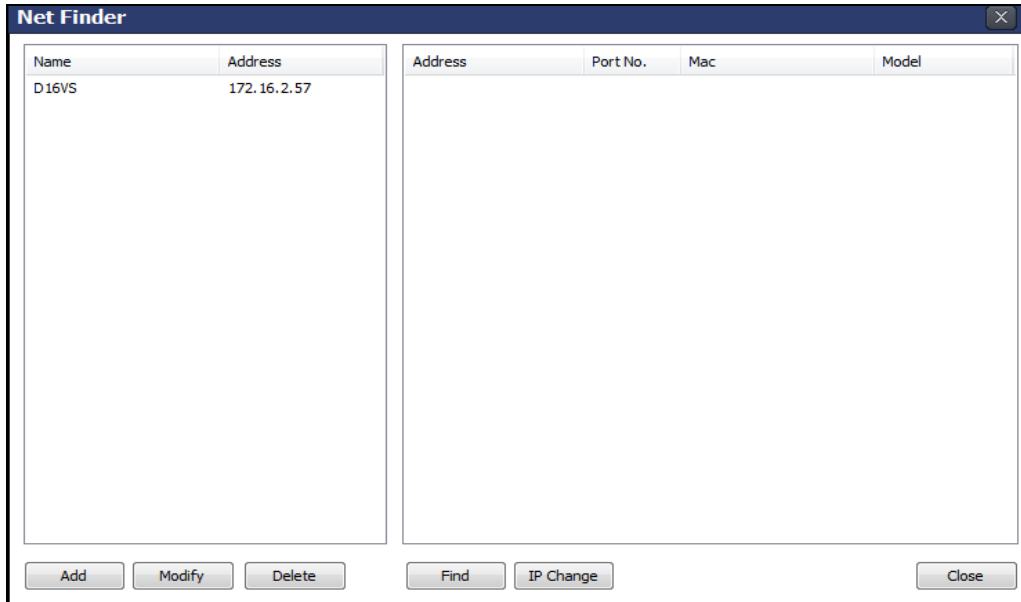 Net Finder
Name Address Address Port No. Mac Model
D16VS 172.16.2.57
Add Modify Delete Find IP Change Close